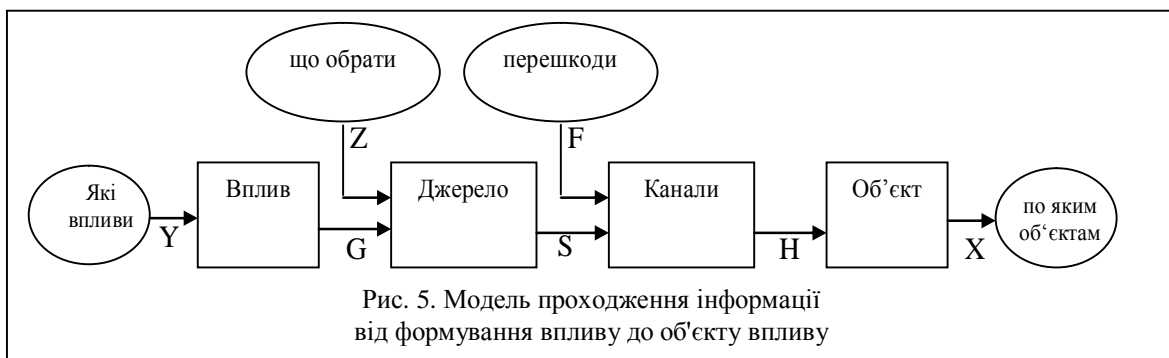 що обрати
перешкоди
Z
F
Які
впливи
Y
Вплив
G
Джерело
S
Канали
H
Об’єкт
X
по яким
об‘єктам
Рис. 5. Модель проходження інформації
від формування впливу до об'єкту впливу